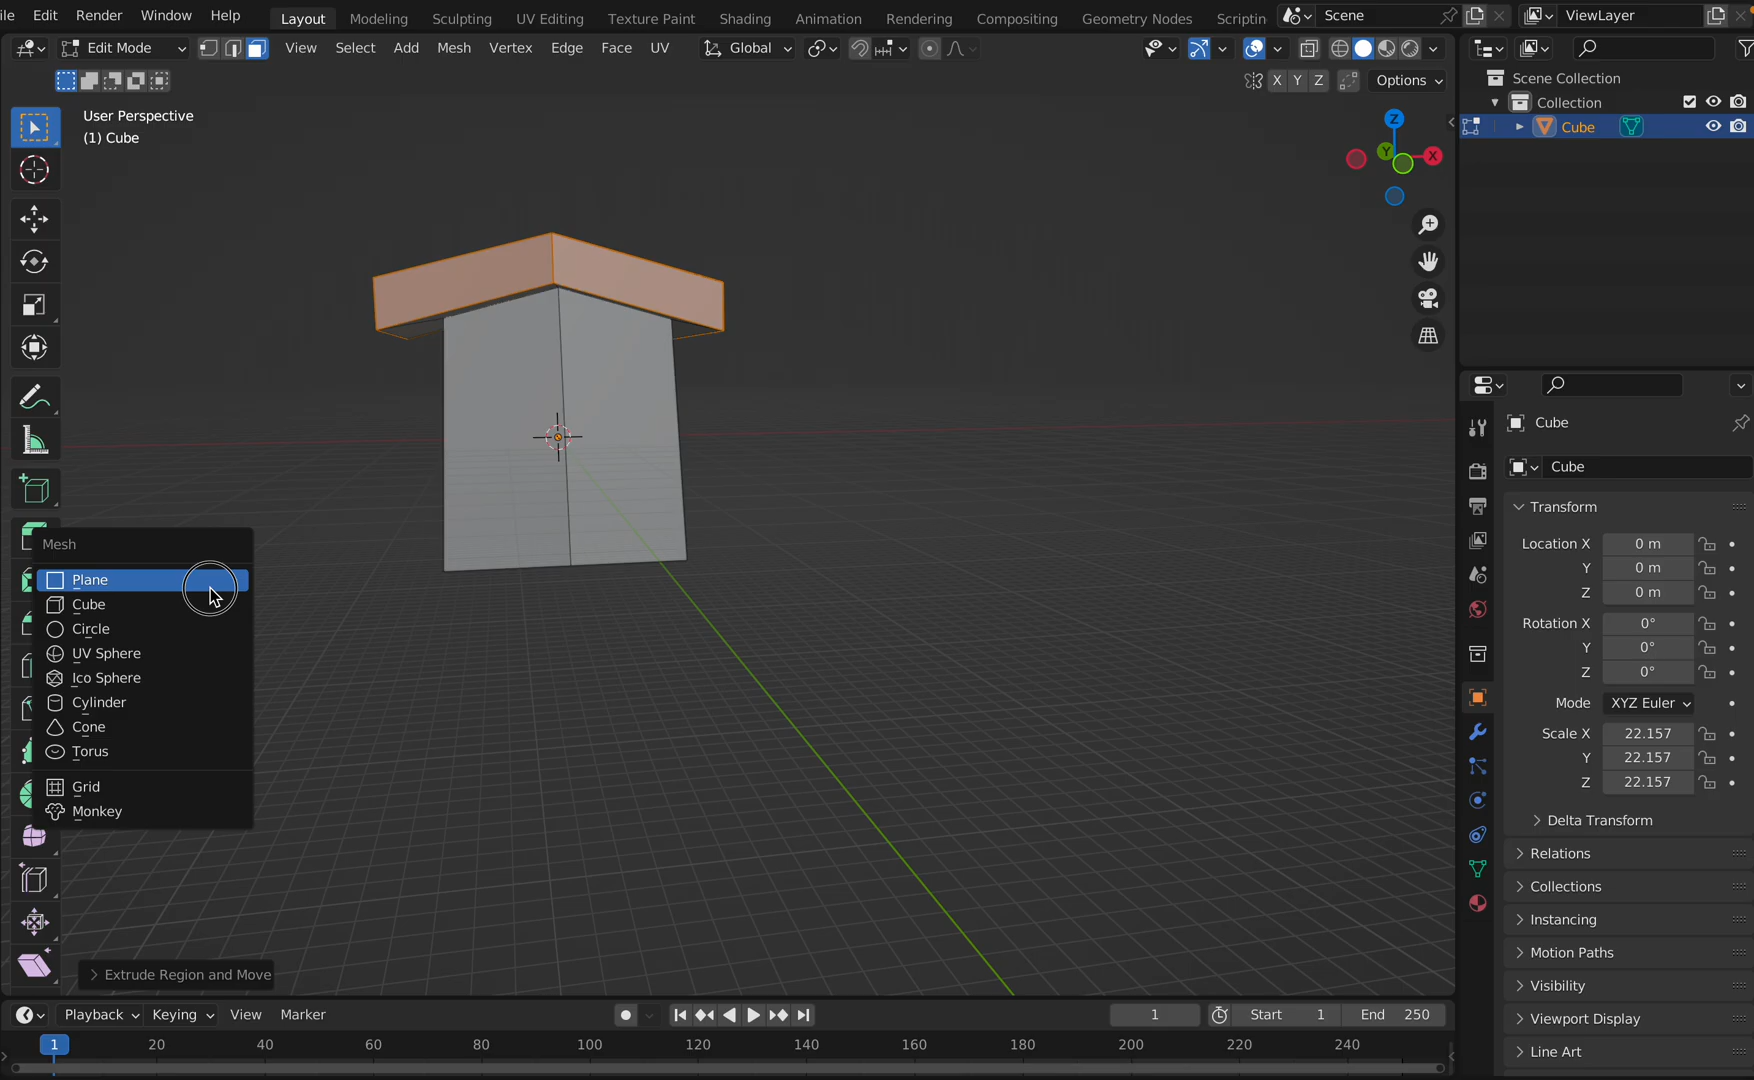 le Edit Render Window Help Layout Modeling Sculpting UV Editing Texture Paint Shading Animation Rendering Compositing Geometry Nodes Scriptin Scene ViewLayer
Edit Mode View Select Add Mesh Vertex Edge Face UV Global
X Y Z Options
User Perspective
(1) Cube
Z
Y
X
Mesh
Plane
Cube
Circle
UV Sphere
Ico Sphere
Cylinder
Cone
Torus
Grid
Monkey
Extrude Region and Move
Scene Collection
Collection
Cube
Cube
Cube
Transform
Location X 0 m
Y 0 m
Z 0 m
Rotation X 0°
Y 0°
Z 0°
Mode XYZ Euler
Scale X 22.157
Y 22.157
Z 22.157
Delta Transform
Relations
Collections
Instancing
Motion Paths
Visibility
Viewport Display
Line Art
Playback Keying View Marker 1 Start 1 End 250
1 20 40 60 80 100 120 140 160 180 200 220 240